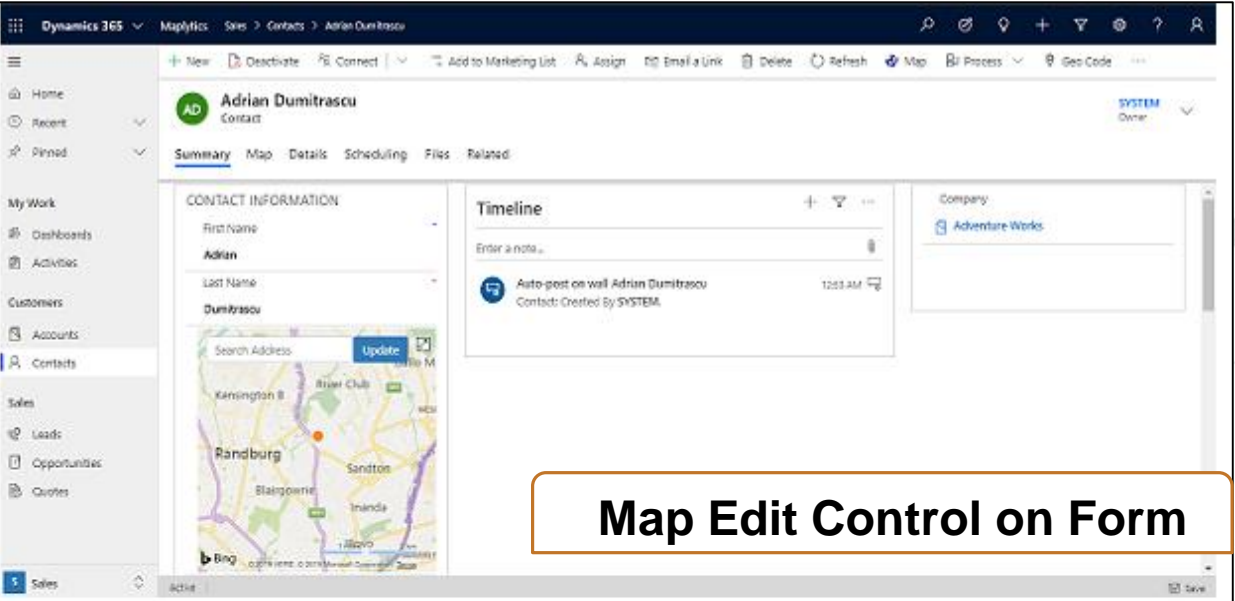 Dynamics 365 Maplytics Sales > Contacts > Adrian Dumitrascu
New Deactivate Connect Add to Marketing List Assign Email a Link Delete Refresh Map Process Geo Code
Home
Recent
Pinned
My Work
Dashboards
Activities
Customers
Accounts
Contacts
Sales
Leads
Opportunities
Quotes
S Sales
AD Adrian Dumitrascu
Contact
SYSTEM
Owner
Summary Map Details Scheduling Files Related
CONTACT INFORMATION
First Name
Adrian
Last Name
Dumitrascu
Search Address Update
River Club
Kensington B
Randburg
Sandton
Blairgowrie
Inanda
Illovo
Bing
Timeline
Enter a note...
Auto-post on wall Adrian Dumitrascu 12:53 AM
Contact: Created By SYSTEM.
Company
Adventure Works
Map Edit Control on Form
Active Save